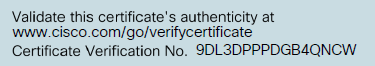 Validate this certificate's authenticity at
www.cisco.com/go/verifycertificate
Certificate Verification No. 9DL3DPPPDGB4QNCW